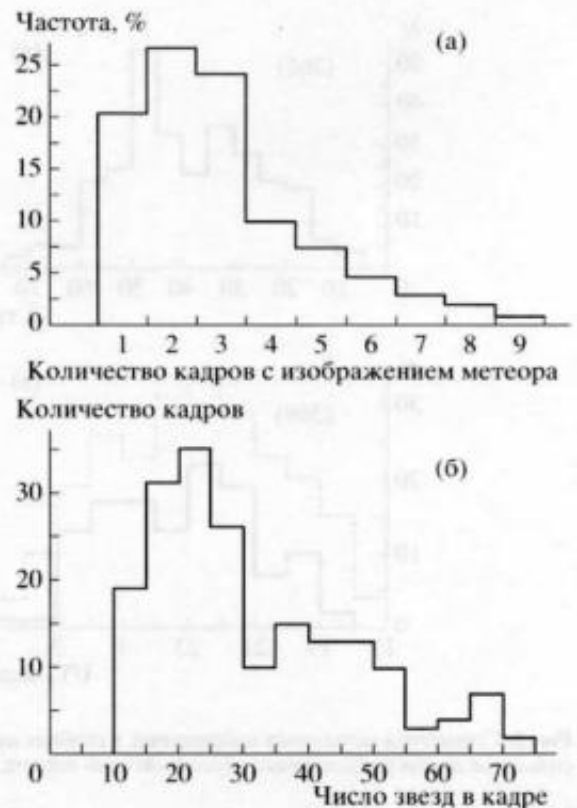 Частота, %
(а)
25
20
15
10
5
0
1 2 3 4 5 6 7 8 9
Количество кадров с изображением метеора
Количество кадров
(б)
30
20
10
0 10 20 30 40 50 60 70
Число звезд в кадре